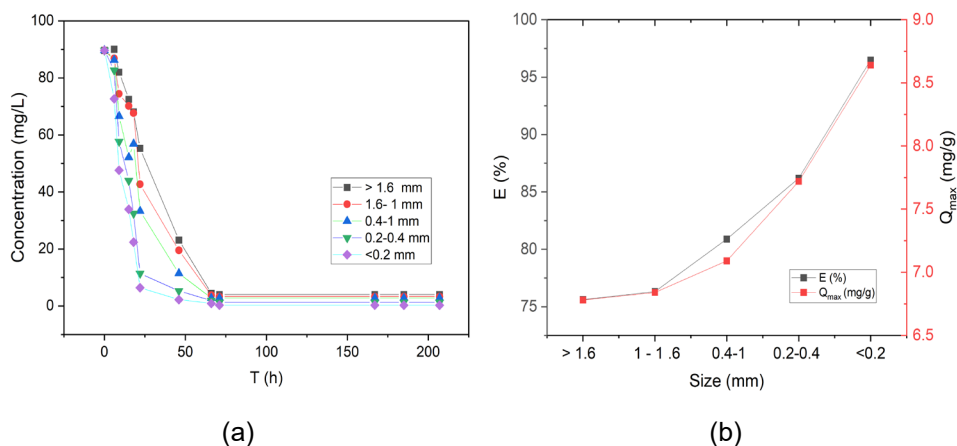 (a)
100
80
60
40
20
0
Concentration (mg/L)
0 50 100 150 200
T (h)
> 1.6 mm
1.6- 1 mm
0.4-1 mm
0.2-0.4 mm
<0.2 mm
(b)
100
95
90
85
80
75
E (%)
9.0
8.5
8.0
7.5
7.0
6.5
Qmax (mg/g)
E (%)
Qmax (mg/g)
> 1.6 1 - 1 .6 0.4-1 0.2-0.4 <0.2
Size (mm)
(a) (b)